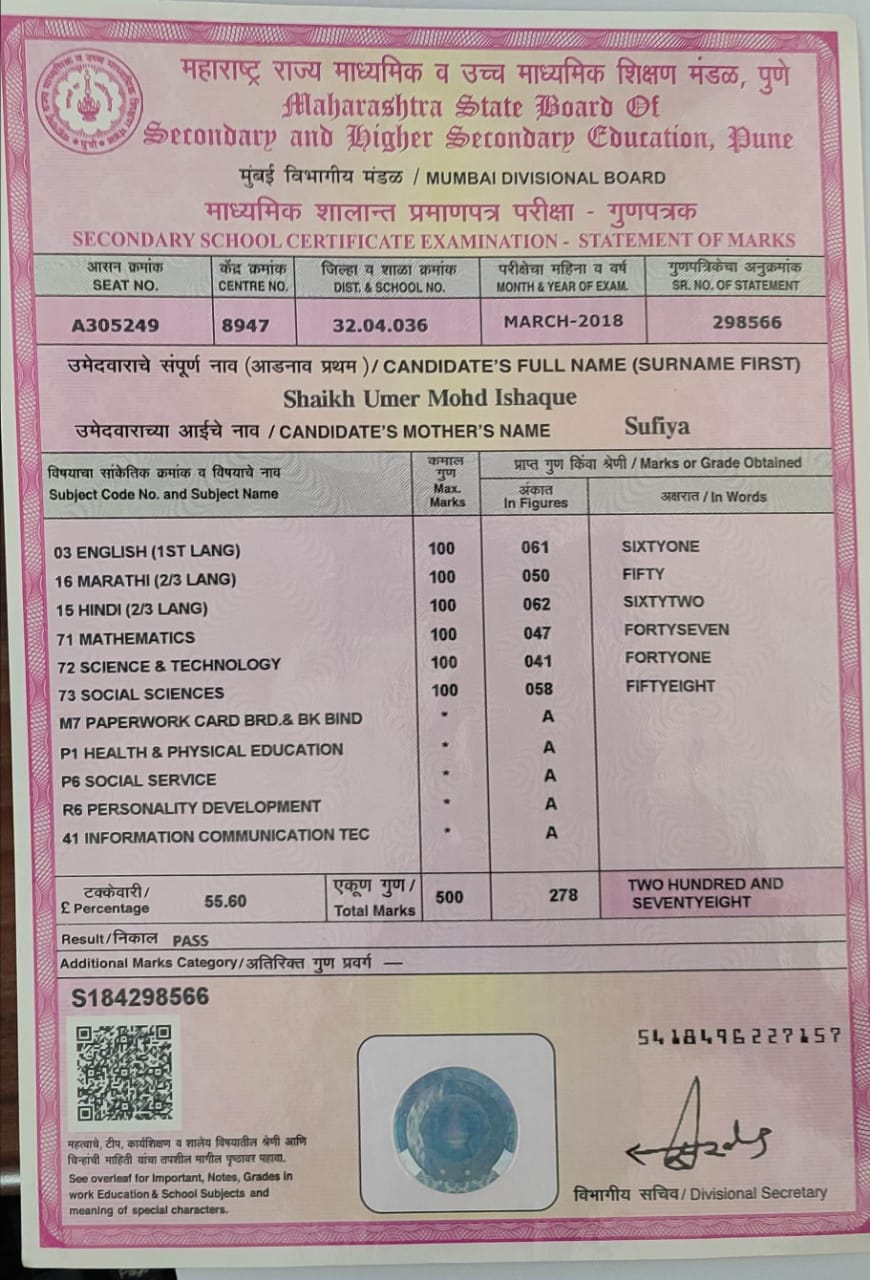 महाराष्ट्र राज्य माध्यमिक व उच्च माध्यमिक शिक्षण मंडळ, पुणे
Maharashtra State Board Of
Secondary and Higher Secondary Education, Pune
मुंबई विभागीय मंडळ / MUMBAI DIVISIONAL BOARD
माध्यमिक शालान्त प्रमाणपत्र परीक्षा - गुणपत्रक
SECONDARY SCHOOL CERTIFICATE EXAMINATION - STATEMENT OF MARKS
आसन क्रमांक केंद्र क्रमांक जिल्हा व शाळा क्रमांक परीक्षेचा महिना व वर्ष गुणपत्रिकेचा अनुक्रमांक
SEAT NO. CENTRE NO. DIST. & SCHOOL NO. MONTH & YEAR OF EXAM. SR. NO. OF STATEMENT
A305249 8947 32.04.036 MARCH-2018 298566
उमेदवाराचे संपूर्ण नाव (आडनाव प्रथम )/ CANDIDATE'S FULL NAME (SURNAME FIRST)
Shaikh Umer Mohd Ishaque
उमेदवाराच्या आईचे नाव / CANDIDATE'S MOTHER'S NAME Sufiya
विषयाचा सांकेतिक क्रमांक व विषयाचे नाव
Subject Code No. and Subject Name
कमाल
गुण
Max.
Marks
प्राप्त गुण किंवा श्रेणी / Marks or Grade Obtained
अंकात
In Figures
अक्षरात / In Words
03 ENGLISH (1ST LANG) 100 061 SIXTYONE
16 MARATHI (2/3 LANG) 100 050 FIFTY
15 HINDI (2/3 LANG) 100 062 SIXTYTWO
71 MATHEMATICS 100 047 FORTYSEVEN
72 SCIENCE & TECHNOLOGY 100 041 FORTYONE
73 SOCIAL SCIENCES 100 058 FIFTYEIGHT
M7 PAPERWORK CARD BRD.& BK BIND * A
P1 HEALTH & PHYSICAL EDUCATION * A
P6 SOCIAL SERVICE * A
R6 PERSONALITY DEVELOPMENT * A
41 INFORMATION COMMUNICATION TEC * A
टक्केवारी/
£ Percentage
55.60
एकूण गुण /
Total Marks
500 278
TWO HUNDRED AND
SEVENTYEIGHT
Result/निकाल PASS
Additional Marks Category/अतिरिक्त गुण प्रवर्ग —
S184298566
5418496227157
महत्वाचे, टीप, कार्यशिक्षण व शालेय विषयातील श्रेणी आणि
चिन्हांची माहिती यांचा तपशील मागील पृष्ठावर पहावा.
See overleaf for Important, Notes, Grades in
work Education & School Subjects and
meaning of special characters.
विभागीय सचिव/ Divisional Secretary